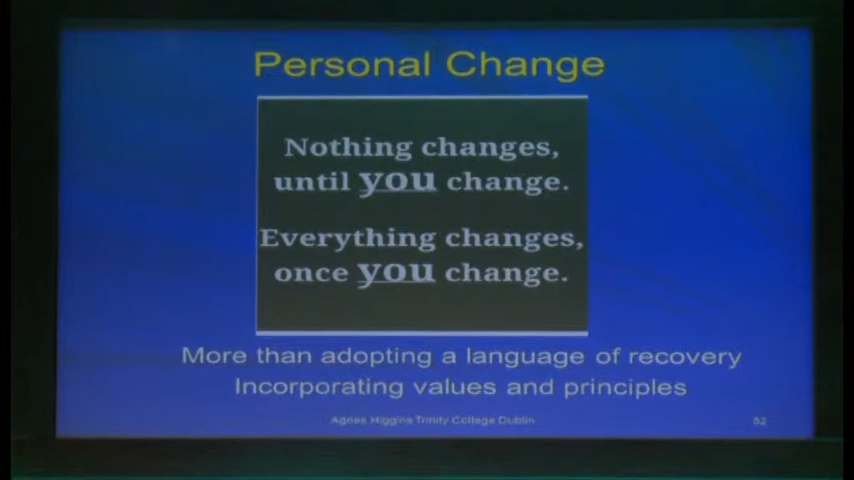 Personal Change
Nothing changes,
until you change.
Everything changes,
once you change.
More than adopting a language of recovery
Incorporating values and principles
Agnes Higgins Trinity College Dublin
52